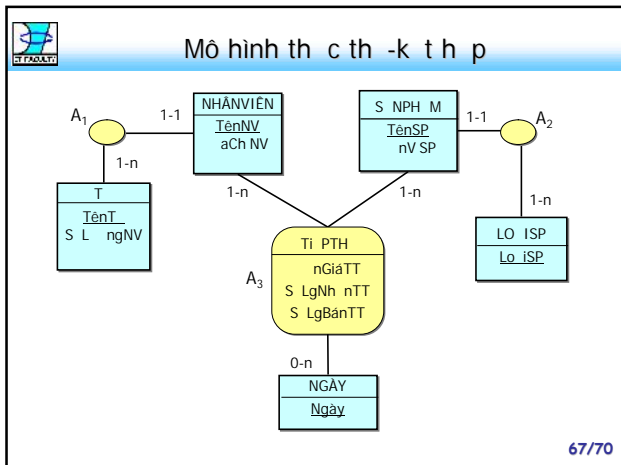 IT FACULTY
Mô hình th c th -k t h p
A1
1-1
NHÂNVIÊN
TênNV
aCh NV
S NPH M
TênSP
nV SP
1-1
A2
1-n
T
TênT
S L ngNV
1-n
1-n
1-n
LO ISP
Lo iSP
A3
Ti PTH
nGiáTT
S LgNh nTT
S LgBánTT
0-n
NGÀY
Ngày
67/70